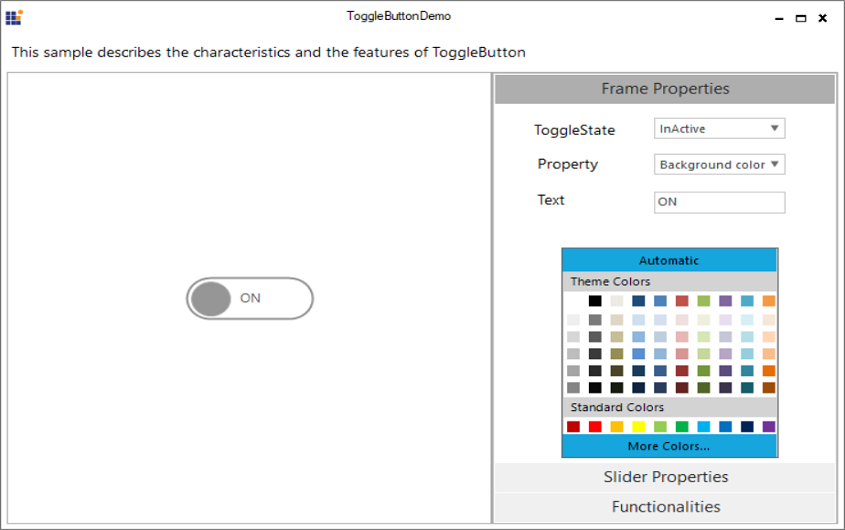 ToggleButtonDemo
This sample describes the characteristics and the features of ToggleButton
Frame Properties
ToggleState InActive
Property Background color
Text ON
Automatic
Theme Colors
ON
Standard Colors
More Colors...
Slider Properties
Functionalities